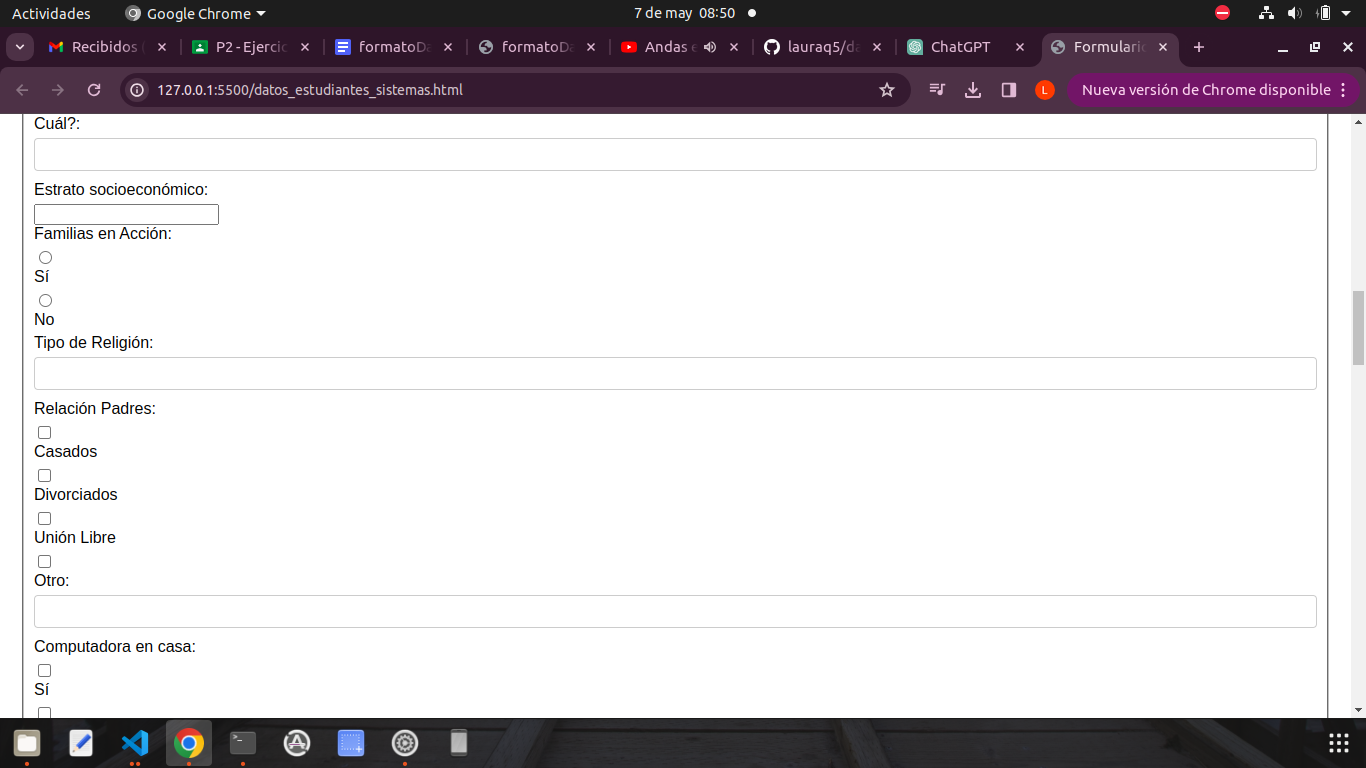 Actividades Google Chrome 7 de may 08:50
Recibidos ( P2 - Ejercic formatoDa formatoDa Andas e lauraq5/da ChatGPT Formulario
127.0.0.1:5500/datos_estudiantes_sistemas.html L Nueva versión de Chrome disponible
Cuál?:
Estrato socioeconómico:
Familias en Acción:
Sí
No
Tipo de Religión:
Relación Padres:
Casados
Divorciados
Unión Libre
Otro:
Computadora en casa:
Sí